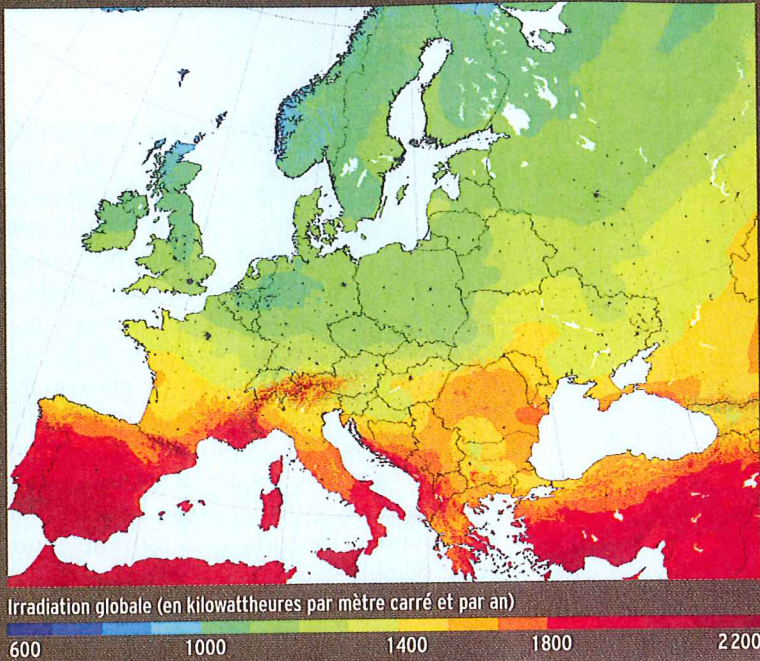 Irradiation globale (en kilowattheures par mètre carré et par an)
600 1000 1400 1800 2200